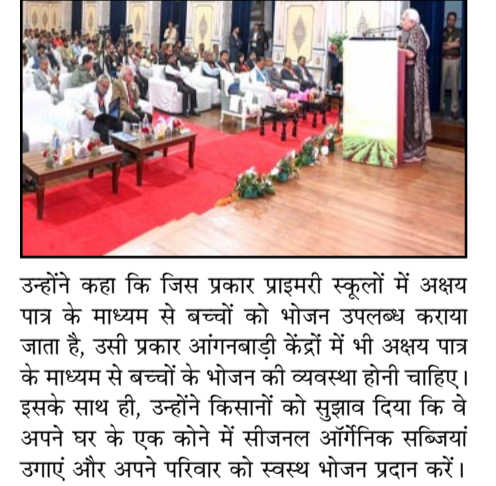 उन्होंने कहा कि जिस प्रकार प्राइमरी स्कूलों में अक्षय
पात्र के माध्यम से बच्चों को भोजन उपलब्ध कराया
जाता है, उसी प्रकार आंगनबाड़ी केंद्रों में भी अक्षय पात्र
के माध्यम से बच्चों के भोजन की व्यवस्था होनी चाहिए।
इसके साथ ही, उन्होंने किसानों को सुझाव दिया कि वे
अपने घर के एक कोने में सीजनल ऑर्गेनिक सब्जियां
उगाएं और अपने परिवार को स्वस्थ भोजन प्रदान करें।